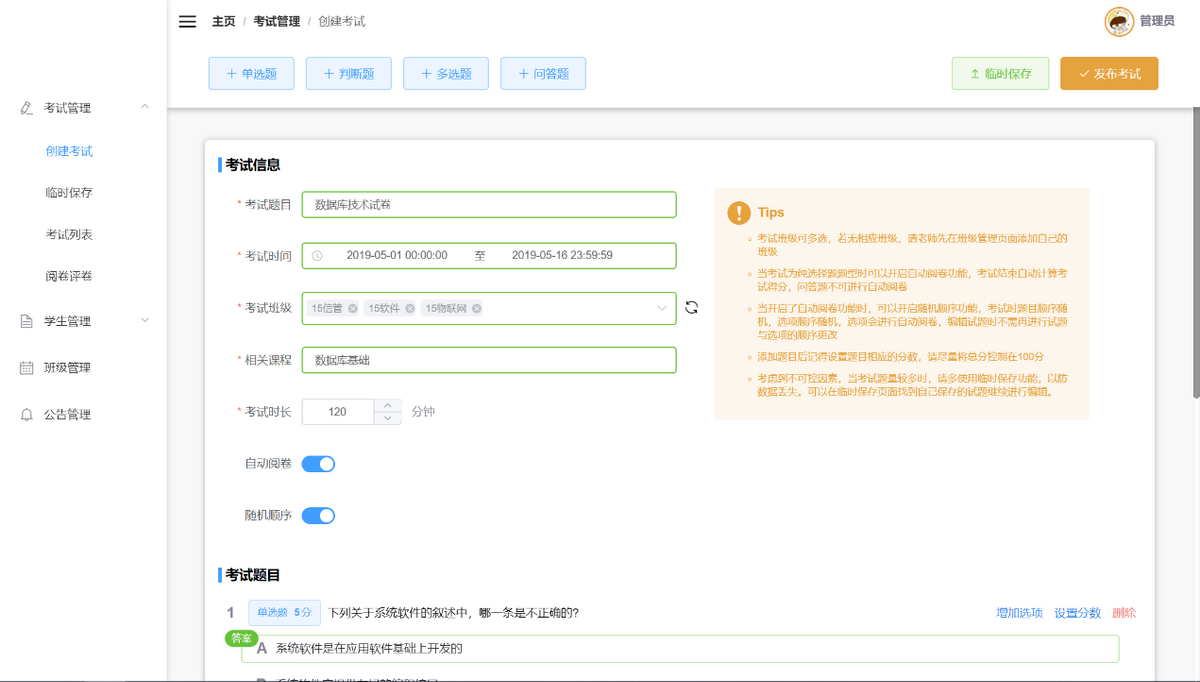 主页 / 考试管理 / 创建考试
管理员
+ 单选题
+ 判断题
+ 多选题
+ 问答题
临时保存
发布考试
考试管理
创建考试
临时保存
考试列表
阅卷评卷
学生管理
班级管理
公告管理
考试信息
* 考试题目
数据库技术试卷
* 考试时间
2019-05-01 00:00:00 至 2019-05-16 23:59:59
* 考试班级
15信管
15软件
15物联网
* 相关课程
数据库基础
* 考试时长
120
分钟
自动阅卷
随机顺序
Tips
考试班级可多选，若无相应班级，请老师先在班级管理页面添加自己的
班级
当考试为纯选择题题型时可以开启自动阅卷功能，考试结束自动计算考
试得分，问答题不可进行自动阅卷
当开启了自动阅卷功能时，可以开启随机顺序功能，考试时题目顺序随
机，选项顺序随机，选项会进行自动阅卷，编辑试题时不需再进行试题
与选项的顺序更改
添加题目后记得设置题目相应的分数，请尽量将总分控制在100分
考虑到不可控因素，当考试题量较多时，请多使用临时保存功能，以防
数据丢失。可以在临时保存页面找到自己保存的试题继续进行编辑。
考试题目
1 单选题 5分 下列关于系统软件的叙述中，哪一条是不正确的?
增加选项 设置分数 删除
答案
A 系统软件是在应用软件基础上开发的